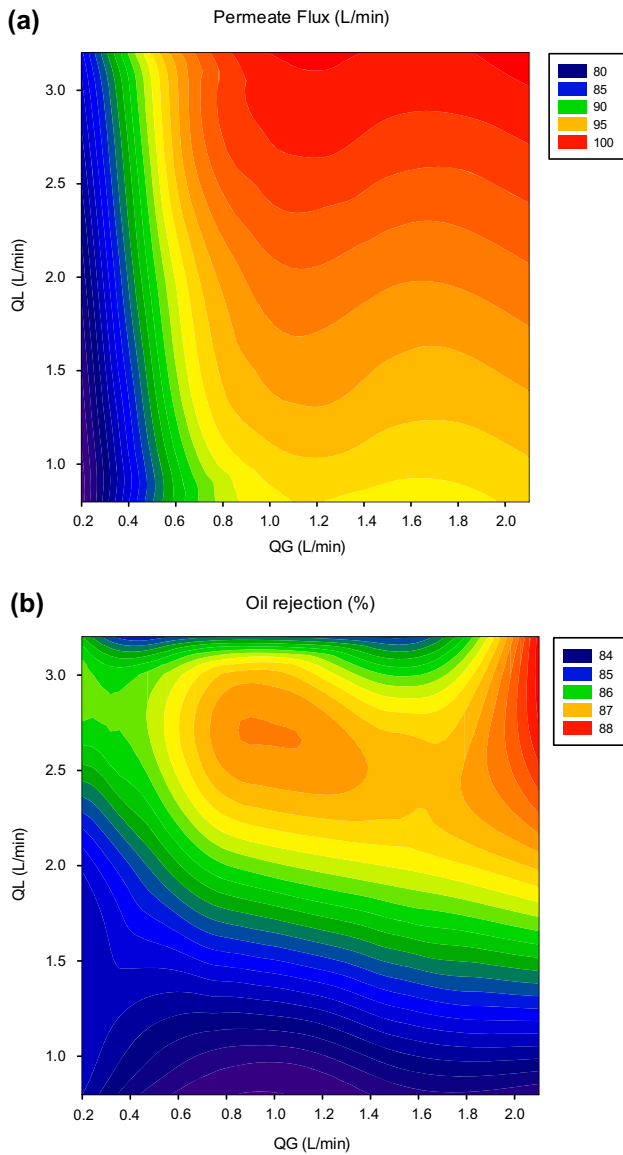 (a)
Permeate Flux (L/min)
3.0
2.5
2.0
1.5
1.0
QL (L/min)
0.2 0.4 0.6 0.8 1.0 1.2 1.4 1.6 1.8 2.0
QG (L/min)
80
85
90
95
100
(b)
Oil rejection (%)
3.0
2.5
2.0
1.5
1.0
QL (L/min)
0.2 0.4 0.6 0.8 1.0 1.2 1.4 1.6 1.8 2.0
QG (L/min)
84
85
86
87
88